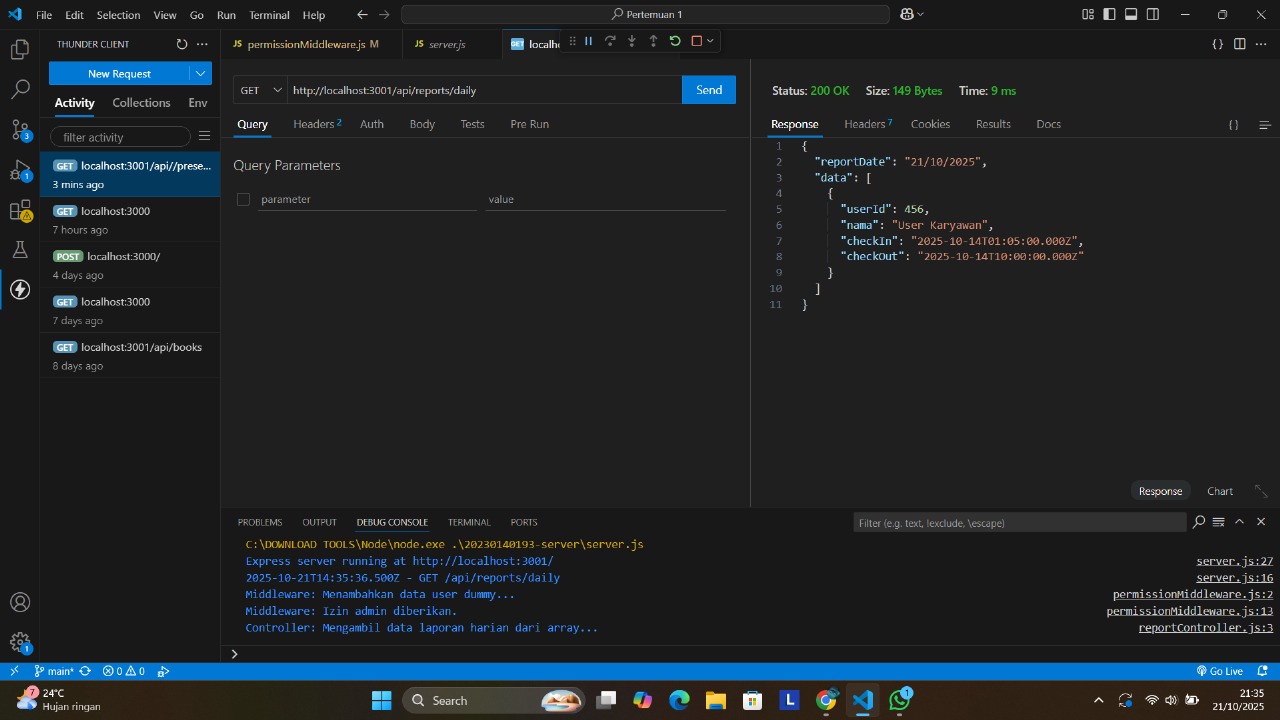 File Edit Selection View Go Run Terminal Help
Pertemuan 1
THUNDER CLIENT
New Request
Activity Collections Env
filter activity
GET localhost:3001/api//prese...
3 mins ago
GET localhost:3000
7 hours ago
POST localhost:3000/
4 days ago
GET localhost:3000
7 days ago
GET localhost:3001/api/books
8 days ago
3
1
1
JS permissionMiddleware.js M
JS server.js
GET localh
GET http://localhost:3001/api/reports/daily Send
Query Headers 2 Auth Body Tests Pre Run
Query Parameters
parameter value
Status: 200 OK Size: 149 Bytes Time: 9 ms
Response Headers 7 Cookies Results Docs
{ }
1 {
2 "reportDate": "21/10/2025",
3 "data": [
4 {
5 "userId": 456,
6 "nama": "User Karyawan",
7 "checkIn": "2025-10-14T01:05:00.000Z",
8 "checkOut": "2025-10-14T10:00:00.000Z"
9 }
10 ]
11 }
Response Chart
PROBLEMS OUTPUT DEBUG CONSOLE TERMINAL PORTS
Filter (e.g. text, !exclude, \escape)
C:\DOWNLOAD TOOLS\Node\node.exe .\20230140193-server\server.js
Express server running at http://localhost:3001/ server.js:27
2025-10-21T14:35:36.500Z - GET /api/reports/daily server.js:16
Middleware: Menambahkan data user dummy... permissionMiddleware.js:2
Middleware: Izin admin diberikan. permissionMiddleware.js:13
Controller: Mengambil data laporan harian dari array... reportController.js:3
main* 0 0 Go Live
7 24°C
Hujan ringan
Search
L
1
21:35
21/10/2025